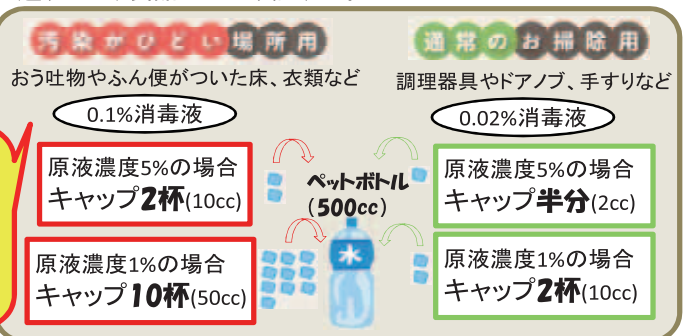 汚染がひどい場所用
おう吐物やふん便がついた床、衣類など
0.1%消毒液
原液濃度5%の場合
キャップ2杯(10cc)
原液濃度1%の場合
キャップ10杯(50cc)
ペットボトル
(500cc)
水
通常のお掃除用
調理器具やドアノブ、手すりなど
0.02%消毒液
原液濃度5%の場合
キャップ半分(2cc)
原液濃度1%の場合
キャップ2杯(10cc)